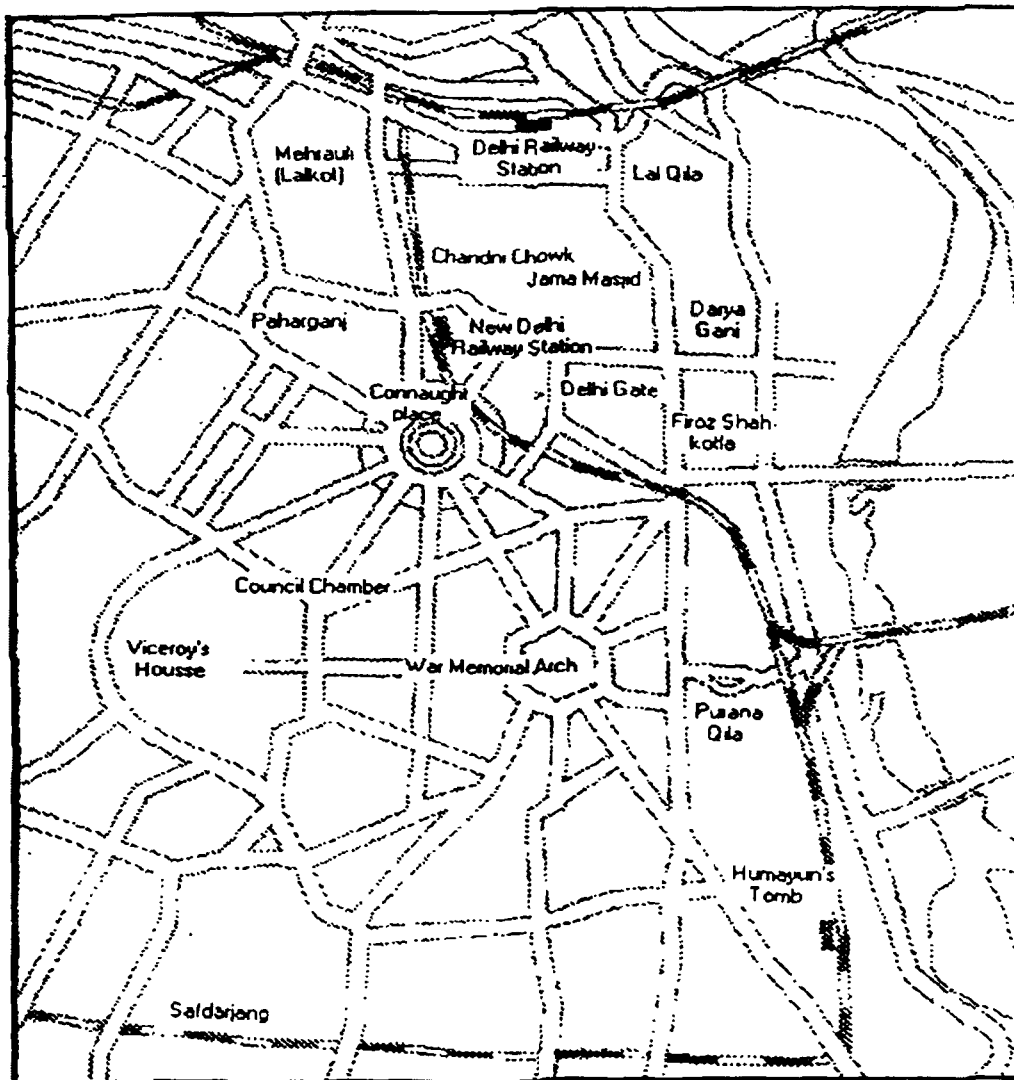 Mehrauli
(Lalkot)
Delhi Railway
Station
Lal Qila
Chandni Chowk
Jama Masjid
Paharganj
New Delhi
Railway Station
Darya
Ganj
Connaught
place
Delhi Gate
Firoz Shah
kotla
Council Chamber
Viceroy's
Housse
War Memorial Arch
Purana
Qila
Humayun's
Tomb
Safdarjang